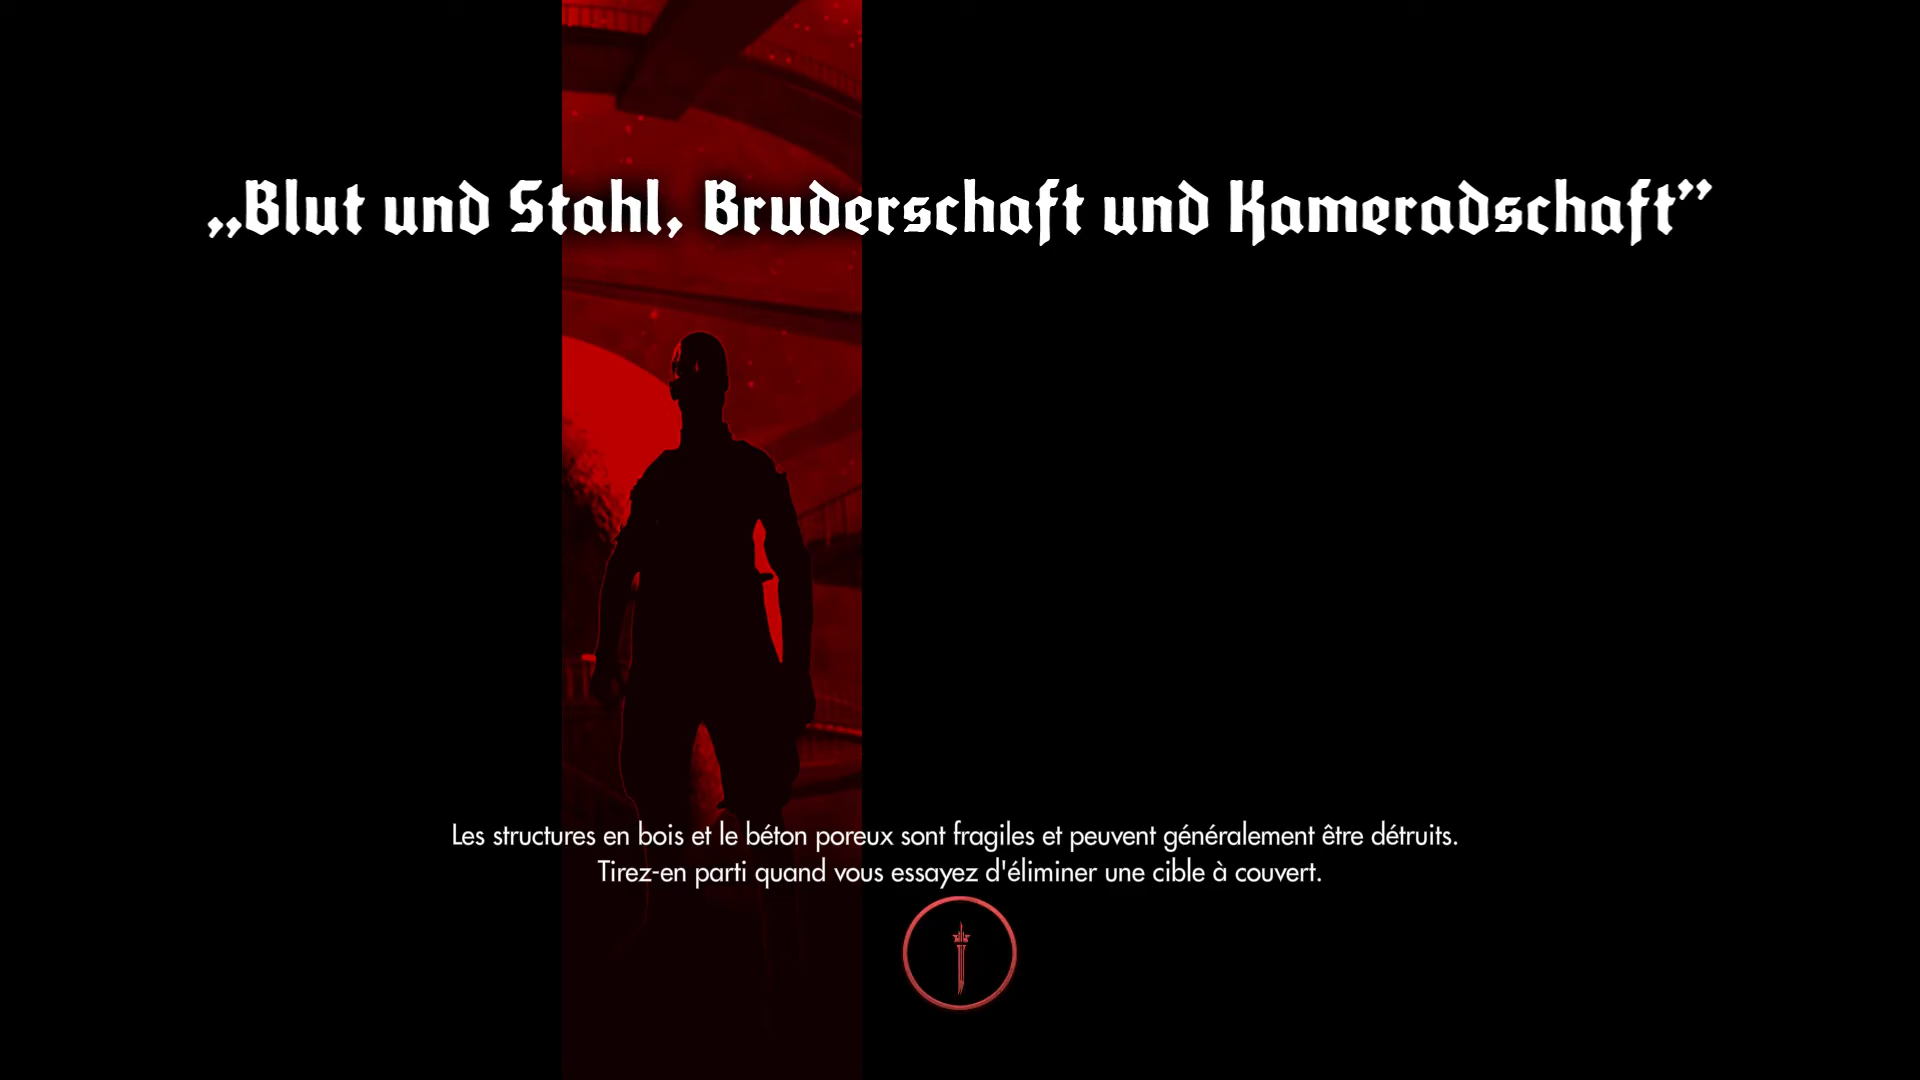 „Blut und Stahl, Bruderschaft und Kameradschaft”
Les structures en bois et le béton poreux sont fragiles et peuvent généralement être détruits.
Tirez-en parti quand vous essayez d'éliminer une cible à couvert.